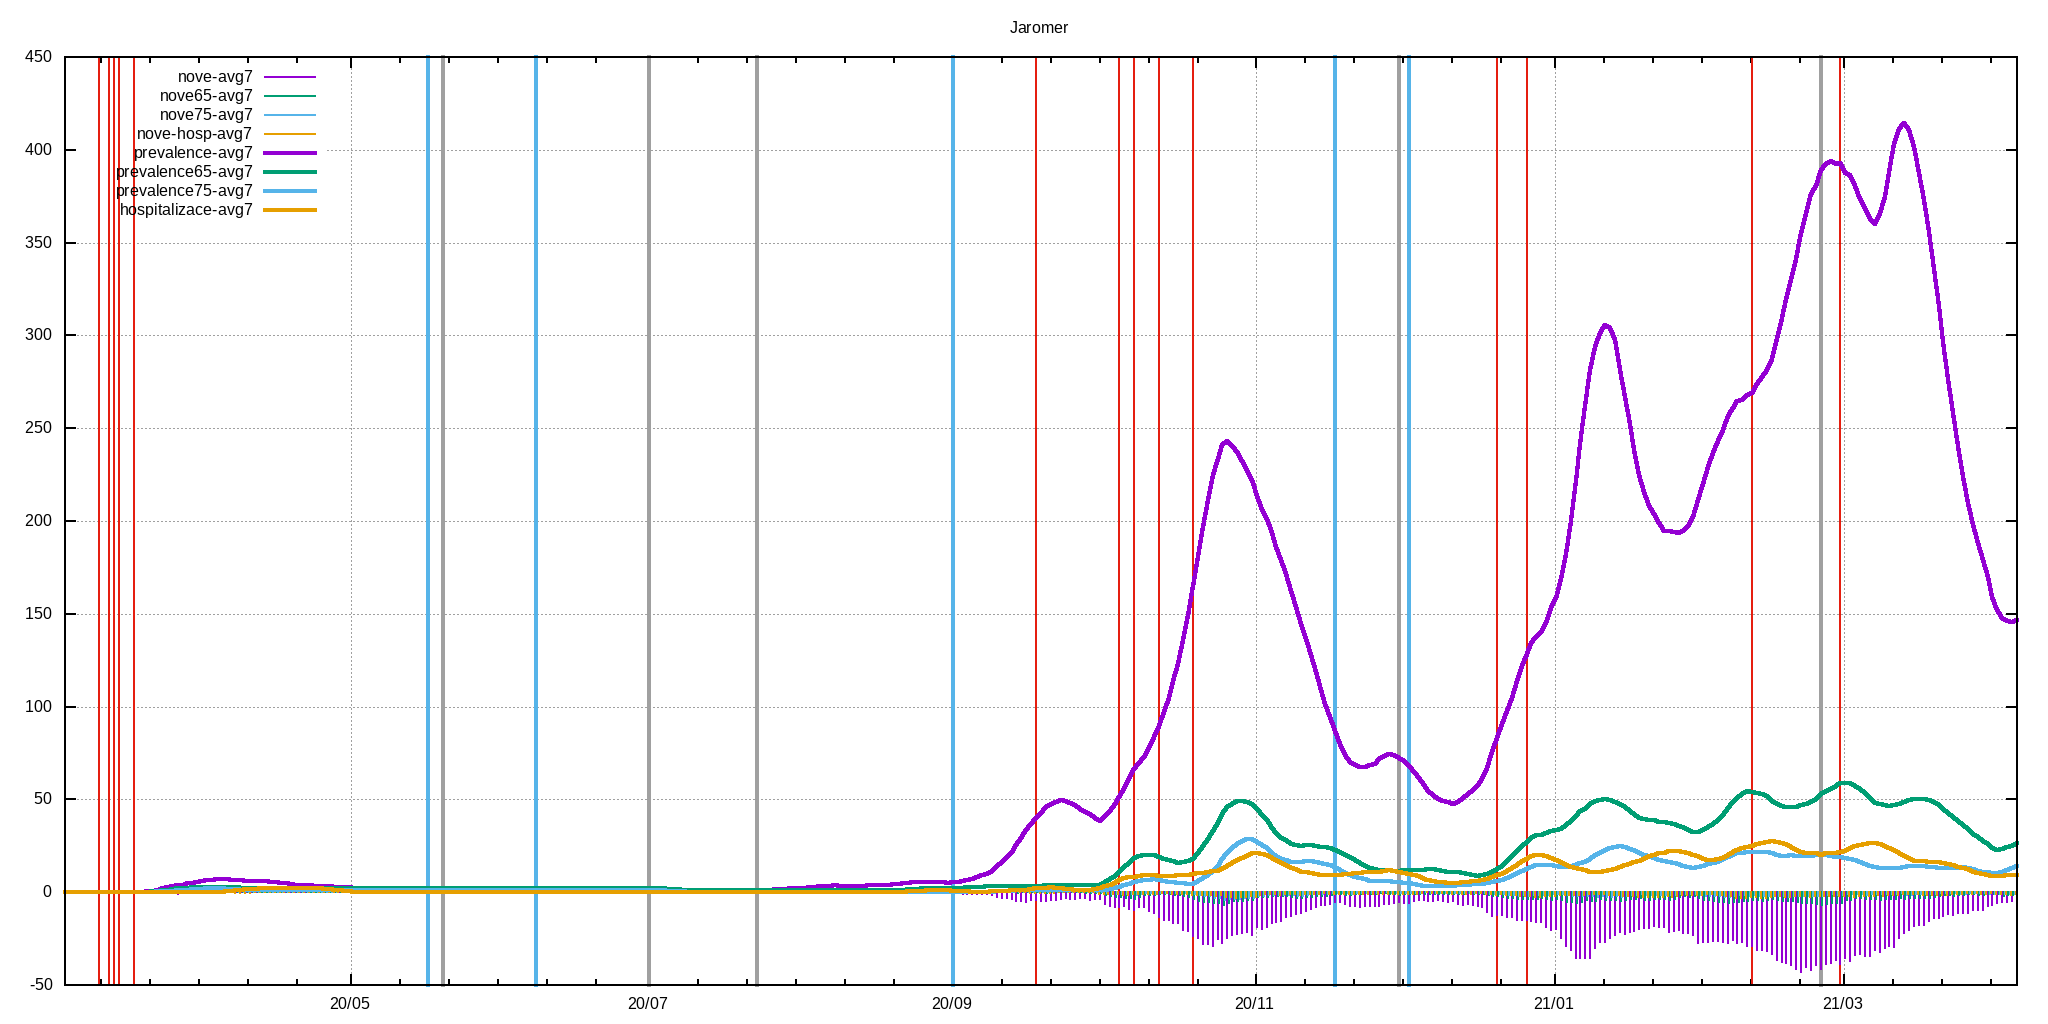 Jaromer
450
400
350
300
250
200
150
100
50
0
-50
nove-avg7
nove65-avg7
nove75-avg7
nove-hosp-avg7
prevalence-avg7
prevalence65-avg7
prevalence75-avg7
hospitalizace-avg7
20/05 20/07 20/09 20/11 21/01 21/03